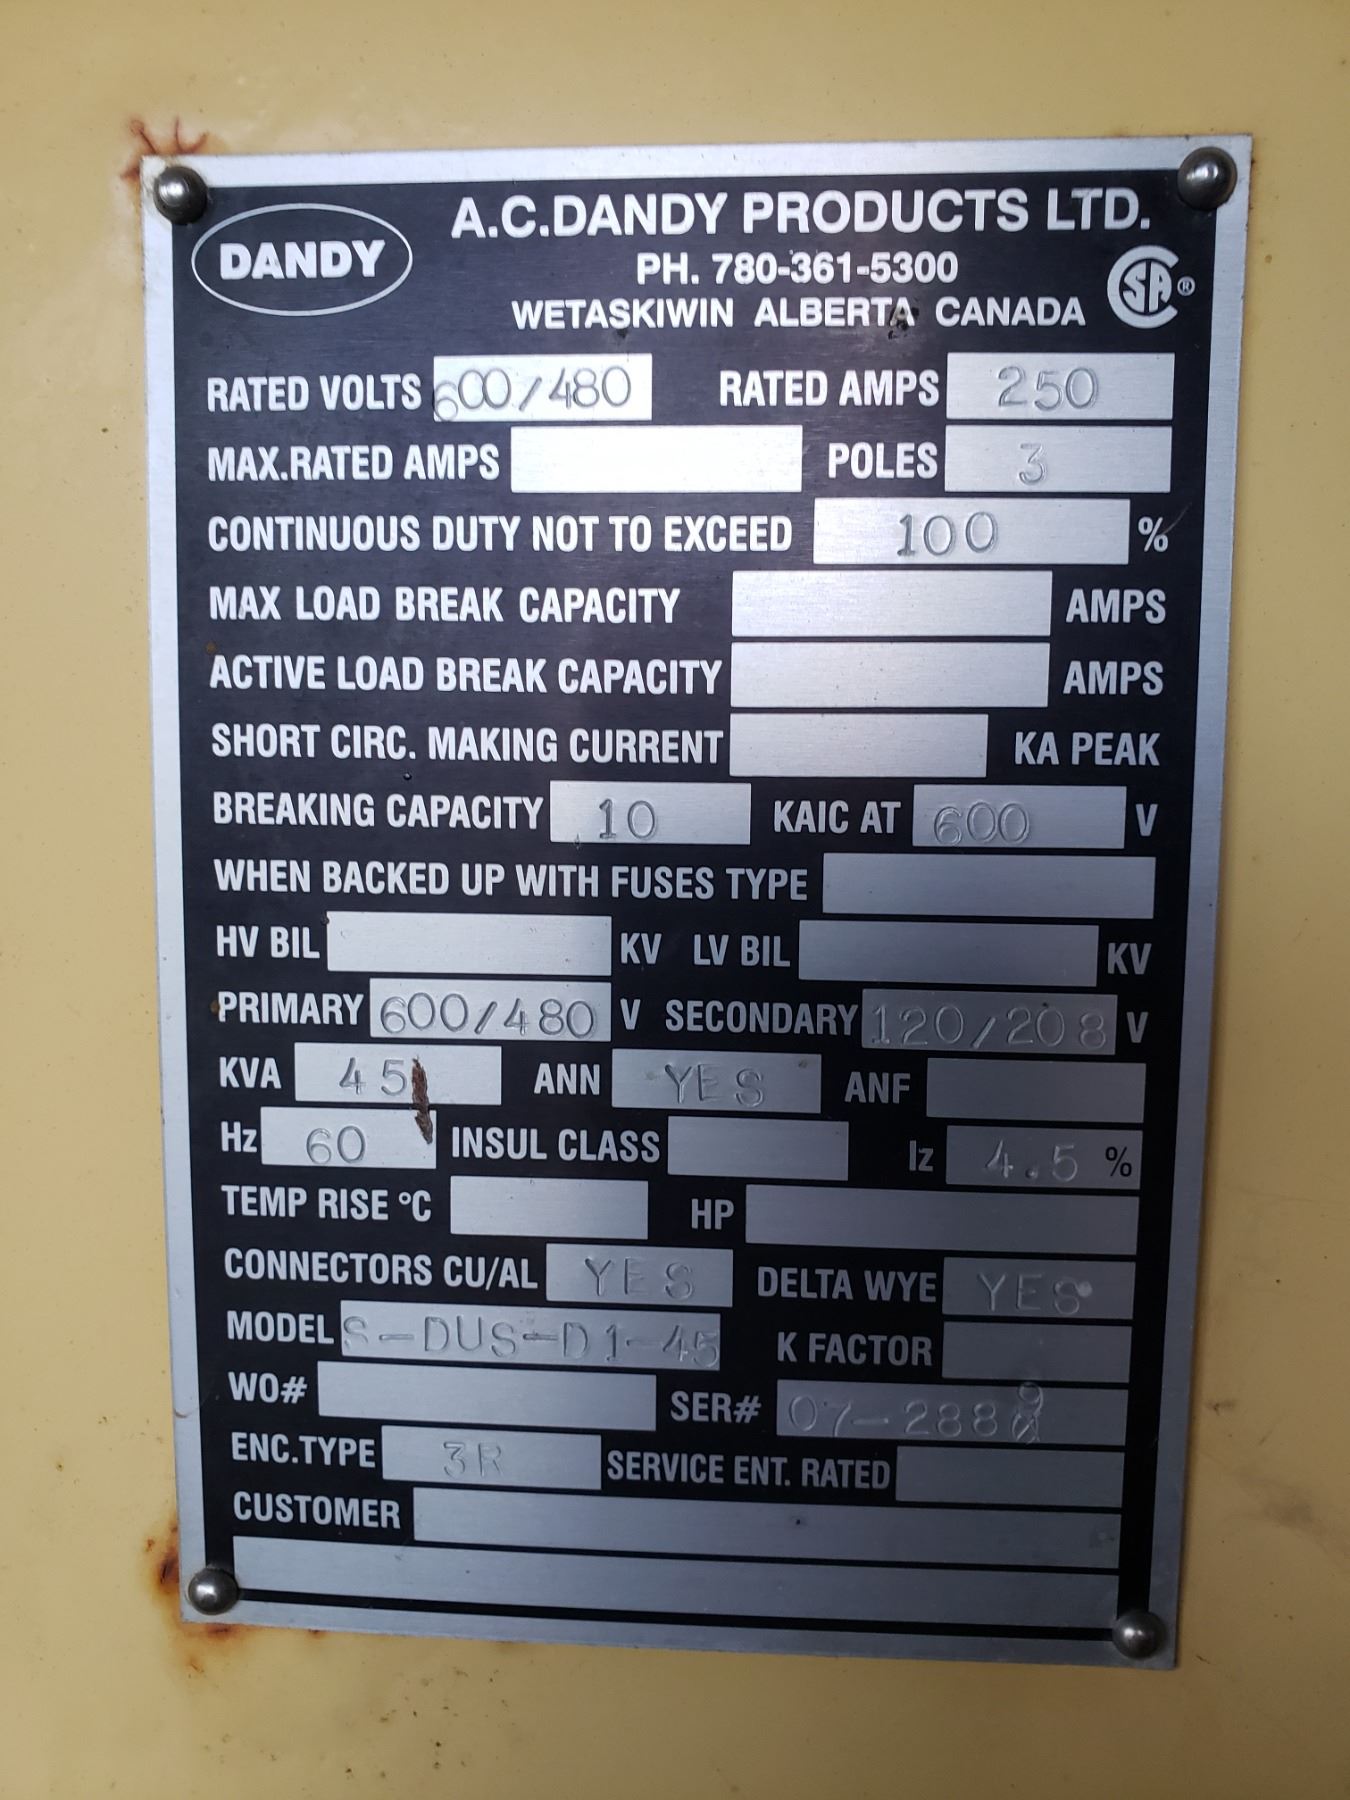 DANDY
A.C.DANDY PRODUCTS LTD.
PH. 780-361-5300
WETASKIWIN ALBERTA CANADA
CSA®
RATED VOLTS 600/480 RATED AMPS 250
MAX.RATED AMPS POLES 3
CONTINUOUS DUTY NOT TO EXCEED 100 %
MAX LOAD BREAK CAPACITY AMPS
ACTIVE LOAD BREAK CAPACITY AMPS
SHORT CIRC. MAKING CURRENT KA PEAK
BREAKING CAPACITY 10 KAIC AT 600 V
WHEN BACKED UP WITH FUSES TYPE
HV BIL KV LV BIL KV
PRIMARY 600/480 V SECONDARY 120/208 V
KVA 45 ANN YES ANF
Hz 60 INSUL CLASS Iz 4.5 %
TEMP RISE °C HP
CONNECTORS CU/AL YES DELTA WYE YES
MODEL S-DUS-D1-45 K FACTOR
WO# SER# 07-2889
ENC.TYPE 3R SERVICE ENT. RATED
CUSTOMER